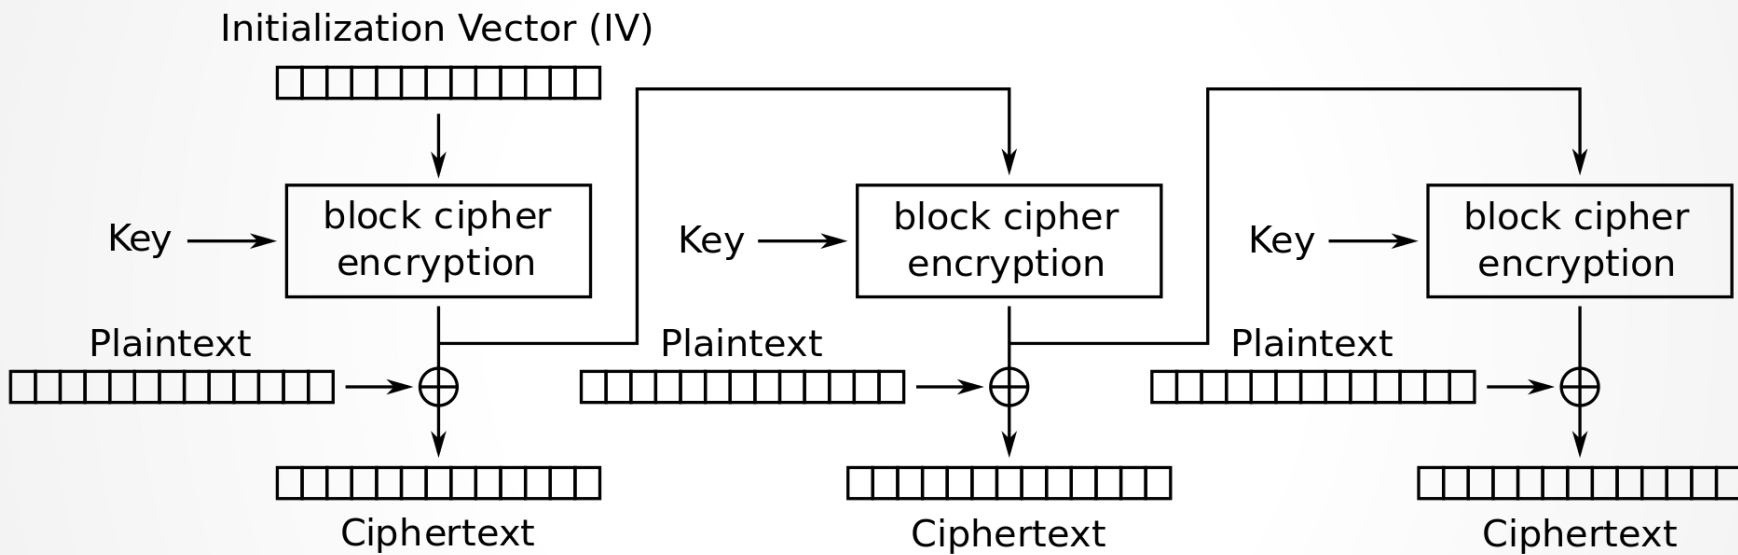 Initialization Vector (IV)
Key
block cipher
encryption
Key
block cipher
encryption
Key
block cipher
encryption
Plaintext
Plaintext
Plaintext
Ciphertext
Ciphertext
Ciphertext